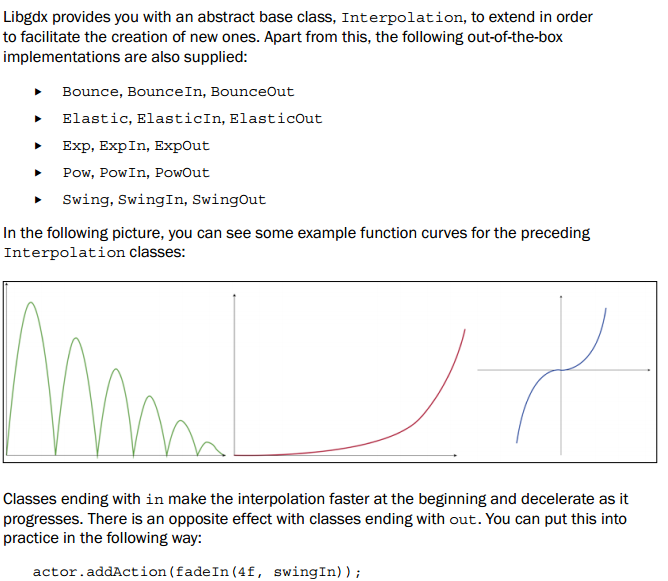 Libgdx provides you with an abstract base class, Interpolation, to extend in order
to facilitate the creation of new ones. Apart from this, the following out-of-the-box
implementations are also supplied:
▶ Bounce, BounceIn, BounceOut
▶ Elastic, ElasticIn, ElasticOut
▶ Exp, ExpIn, ExpOut
▶ Pow, PowIn, PowOut
▶ Swing, SwingIn, SwingOut
In the following picture, you can see some example function curves for the preceding
Interpolation classes:
Classes ending with in make the interpolation faster at the beginning and decelerate as it
progresses. There is an opposite effect with classes ending with out. You can put this into
practice in the following way:
actor.addAction(fadeIn(4f, swingIn));